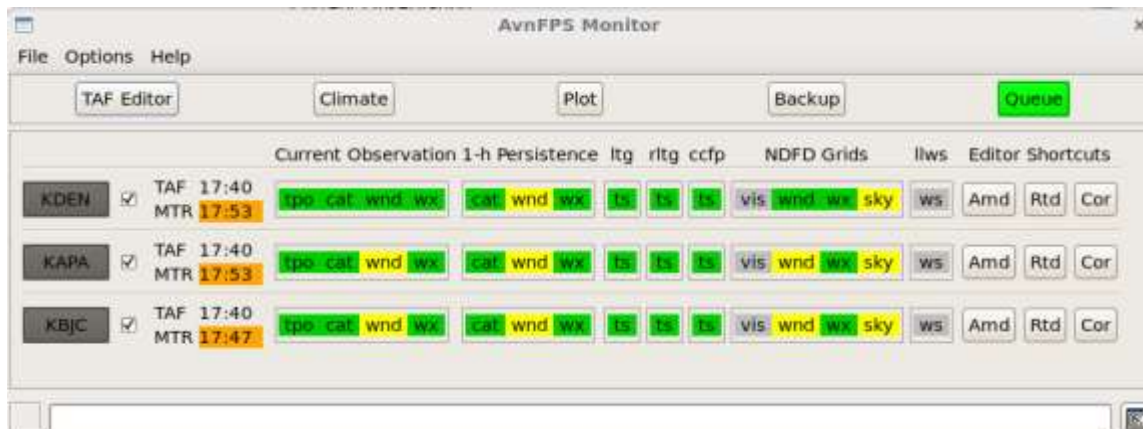 AvnFPS Monitor
File Options Help
TAF Editor Climate Plot Backup Queue
Current Observation 1-h Persistence ltg rltg ccfp NDFD Grids llws Editor Shortcuts
KDEN TAF 17:40
MTR 17:53 tpo cat wnd wx cat wnd wx ts ts ts vis wnd wx sky ws Amd Rtd Cor
KAPA TAF 17:40
MTR 17:53 tpo cat wnd wx cat wnd wx ts ts ts vis wnd wx sky ws Amd Rtd Cor
KBJC TAF 17:40
MTR 17:47 tpo cat wnd wx cat wnd wx ts ts ts vis wnd wx sky ws Amd Rtd Cor